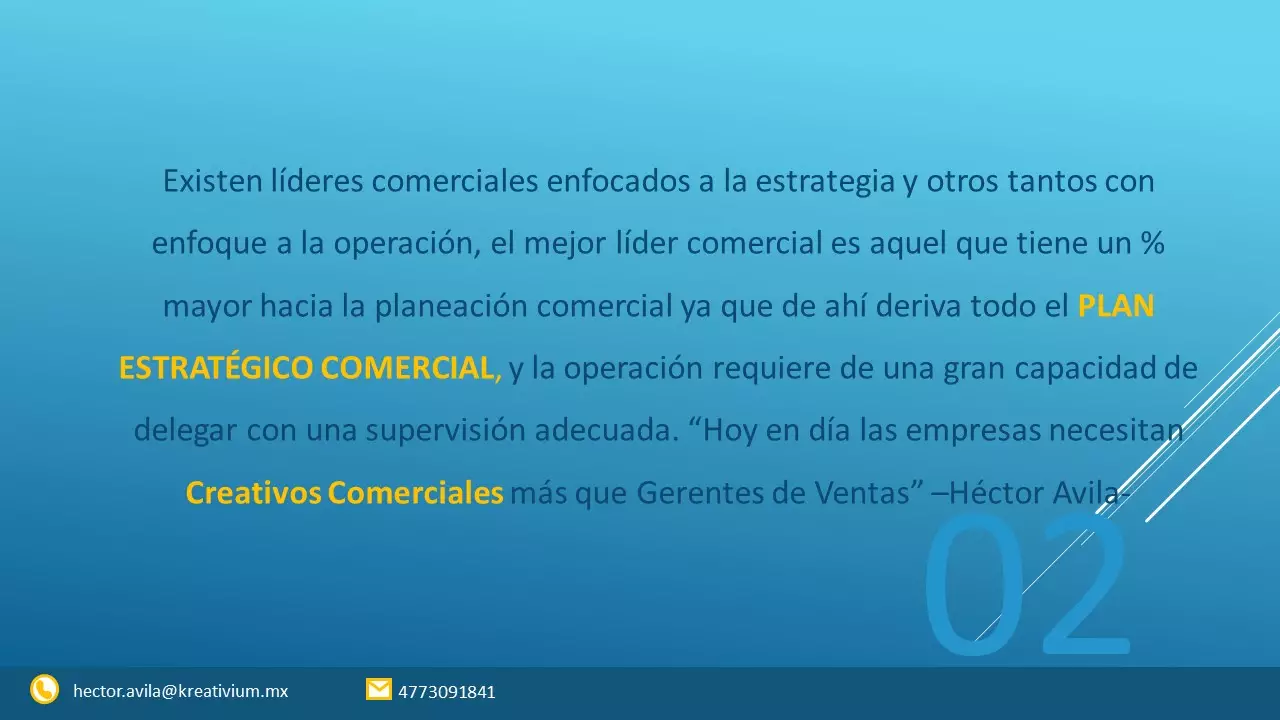 Existen líderes comerciales enfocados a la estrategia y otros tantos con
enfoque a la operación, el mejor líder comercial es aquel que tiene un %
mayor hacia la planeación comercial ya que de ahí deriva todo el PLAN
ESTRATÉGICO COMERCIAL, y la operación requiere de una gran capacidad de
delegar con una supervisión adecuada. “Hoy en día las empresas necesitan
Creativos Comerciales más que Gerentes de Ventas” –Héctor Avila-
02
hector.avila@kreativium.mx 4773091841